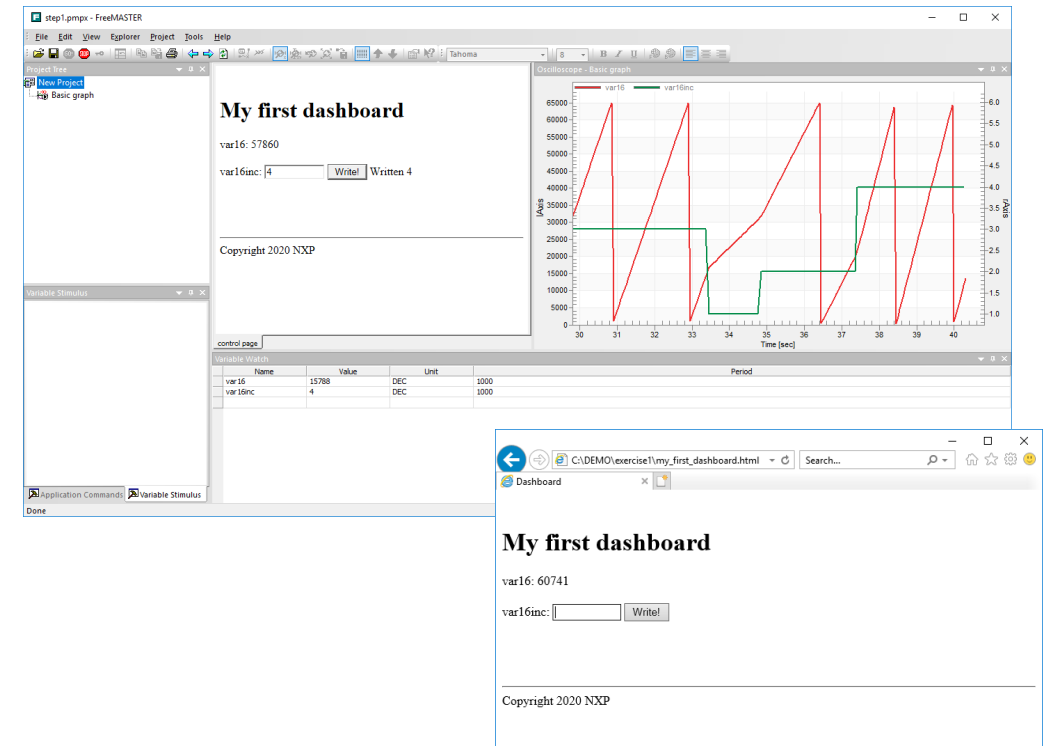 step1.pmpx - FreeMASTER
File Edit View Explorer Project Tools Help
STOP Tahoma 8 B I U
Project Tree
New Project
Basic graph
My first dashboard
var16: 57860
var16inc: 4 Write! Written 4
Copyright 2020 NXP
control page
Oscilloscope - Basic graph
var16 var16inc
65000
60000
55000
50000
45000
40000
35000
30000
25000
20000
15000
10000
5000
0
lAxis
6.0
5.5
5.0
4.5
4.0
3.5
3.0
2.5
2.0
1.5
1.0
rAxis
30 31 32 33 34 35 36 37 38 39 40
Time [sec]
Variable Stimulus
Variable Watch
Name Value Unit Period
var16 15788 DEC 1000
var16inc 4 DEC 1000
Application Commands Variable Stimulus
Done
C:\DEMO\exercise1\my_first_dashboard.html Search...
Dashboard
My first dashboard
var16: 60741
var16inc: Write!
Copyright 2020 NXP